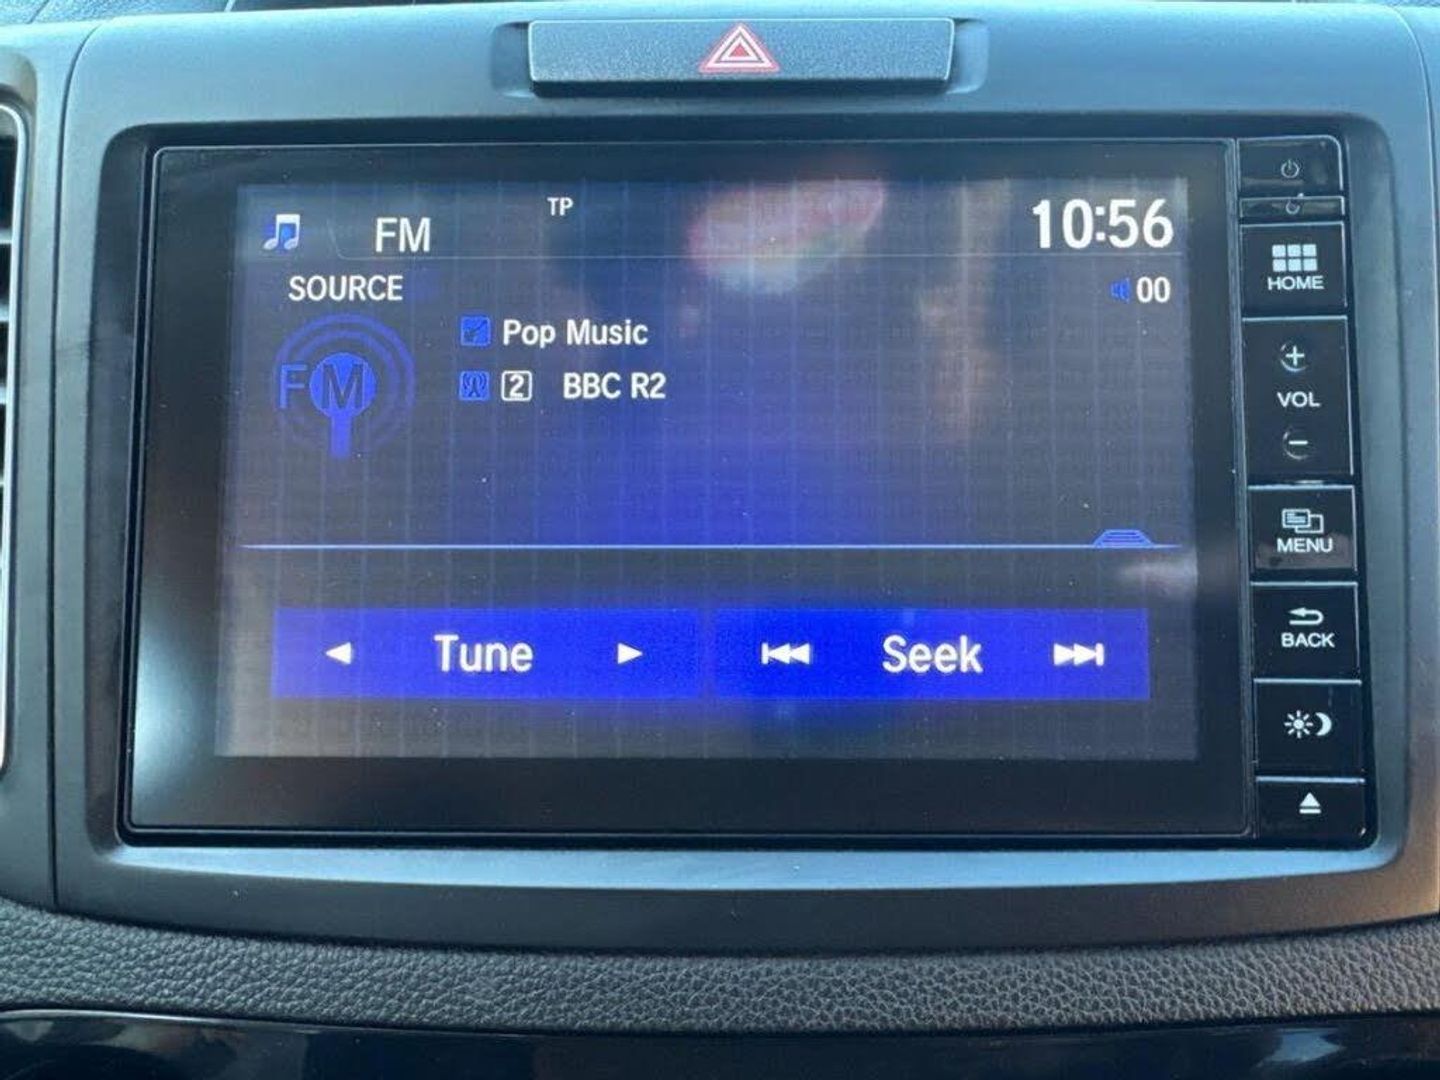 FM TP 10:56
SOURCE 00
FM
Pop Music
2 BBC R2
Tune Seek
HOME
+
VOL
−
MENU
BACK